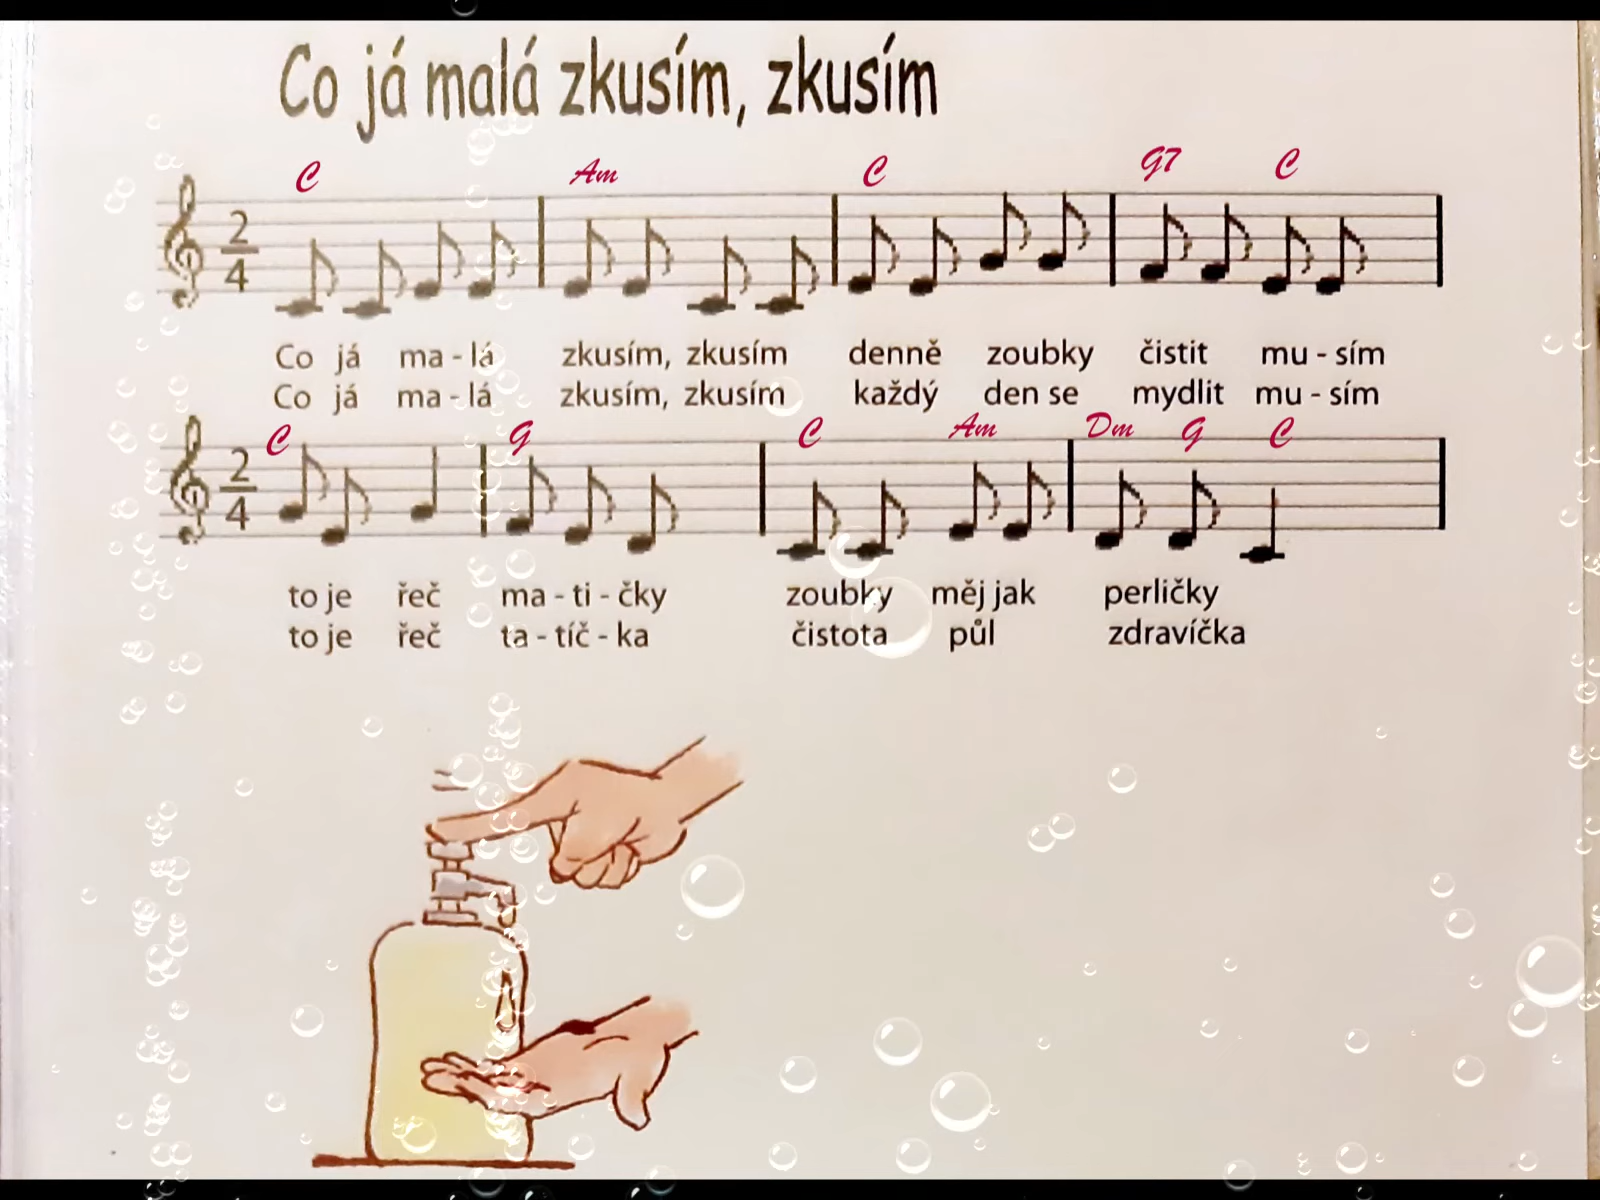 Co já malá zkusím, zkusím
C Am C G7 C
2 4
Co já ma - lá zkusím, zkusím denně zoubky čistit mu - sím
Co já ma - lá zkusím, zkusím každý den se mydlit mu - sím
C G C Am Dm G C
2 4
to je řeč ma - ti - čky zoubky měj jak perličky
to je řeč ta - tíč - ka čistota půl zdravíčka